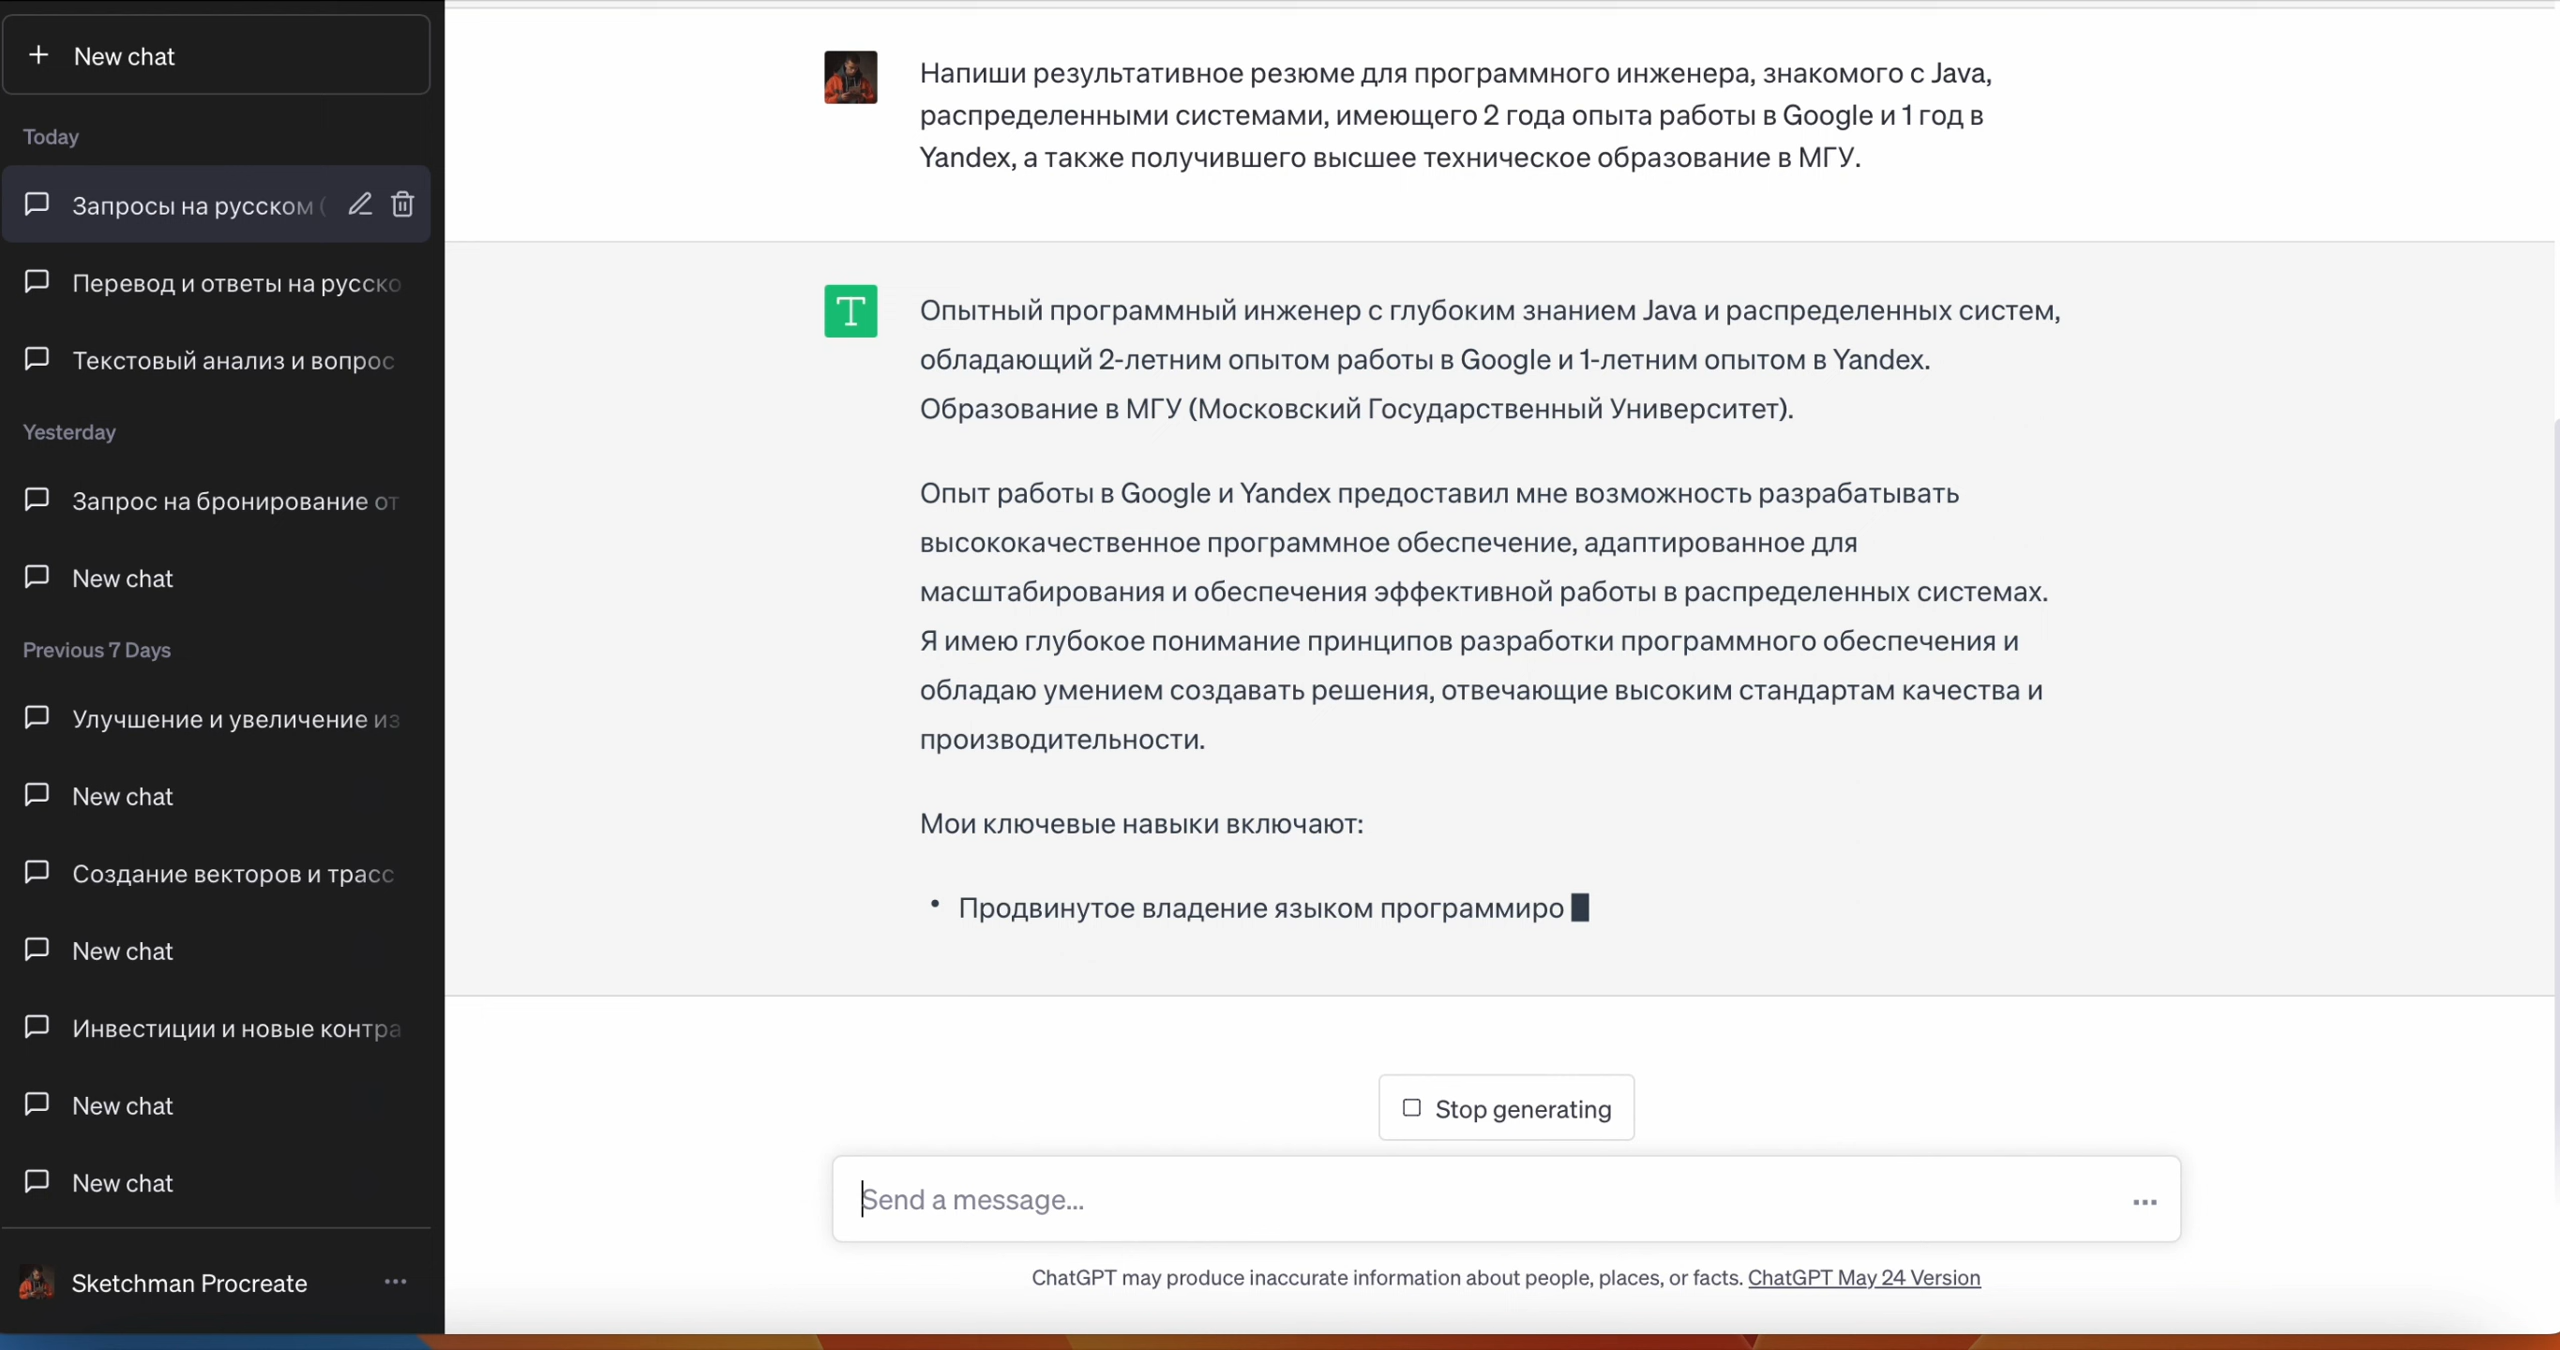 New chat
Today
Запросы на русском (
Перевод и ответы на русско
Текстовый анализ и вопрос
Yesterday
Запрос на бронирование от
New chat
Previous 7 Days
Улучшение и увеличение из
New chat
Создание векторов и трасс
New chat
Инвестиции и новые контра
New chat
New chat
Sketchman Procreate
Напиши результативное резюме для программного инженера, знакомого с Java,
распределенными системами, имеющего 2 года опыта работы в Google и 1 год в
Yandex, а также получившего высшее техническое образование в МГУ.
T
Опытный программный инженер с глубоким знанием Java и распределенных систем,
обладающий 2-летним опытом работы в Google и 1-летним опытом в Yandex.
Образование в МГУ (Московский Государственный Университет).
Опыт работы в Google и Yandex предоставил мне возможность разрабатывать
высококачественное программное обеспечение, адаптированное для
масштабирования и обеспечения эффективной работы в распределенных системах.
Я имею глубокое понимание принципов разработки программного обеспечения и
обладаю умением создавать решения, отвечающие высоким стандартам качества и
производительности.
Мои ключевые навыки включают:
• Продвинутое владение языком программиро
Stop generating
Send a message...
ChatGPT may produce inaccurate information about people, places, or facts. ChatGPT May 24 Version